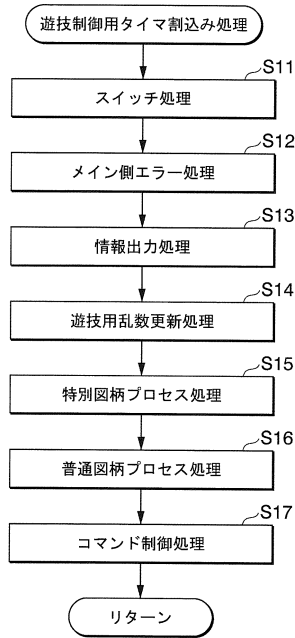 遊技制御用タイマ割込み処理
S11
スイッチ処理
S12
メイン側エラー処理
S13
情報出力処理
S14
遊技用乱数更新処理
S15
特別図柄プロセス処理
S16
普通図柄プロセス処理
S17
コマンド制御処理
リターン